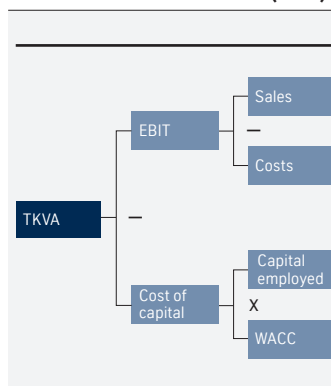 Sales
EBIT
–
Costs
TKVA
–
Capital
employed
Cost of
capital
X
WACC